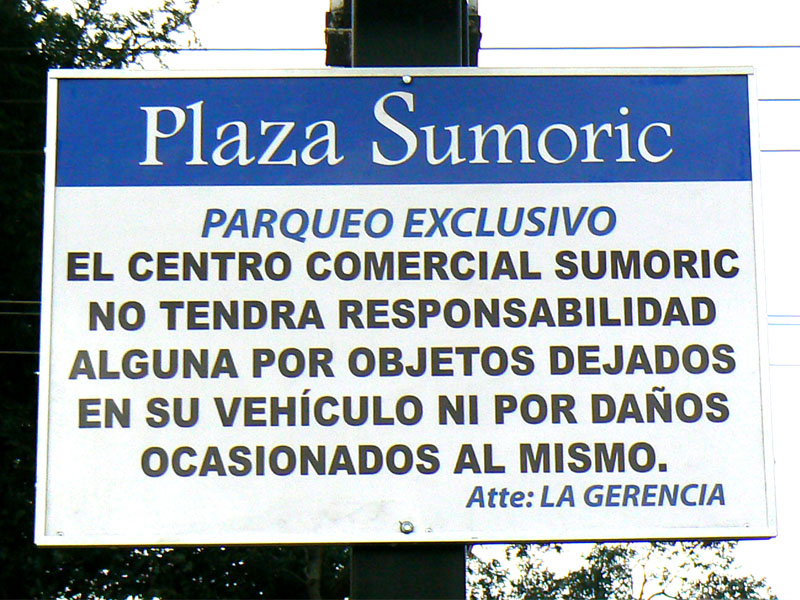 Plaza Sumoric
PARQUEO EXCLUSIVO
EL CENTRO COMERCIAL SUMORIC
NO TENDRA RESPONSABILIDAD
ALGUNA POR OBJETOS DEJADOS
EN SU VEHÍCULO NI POR DAÑOS
OCASIONADOS AL MISMO.
Atte: LA GERENCIA